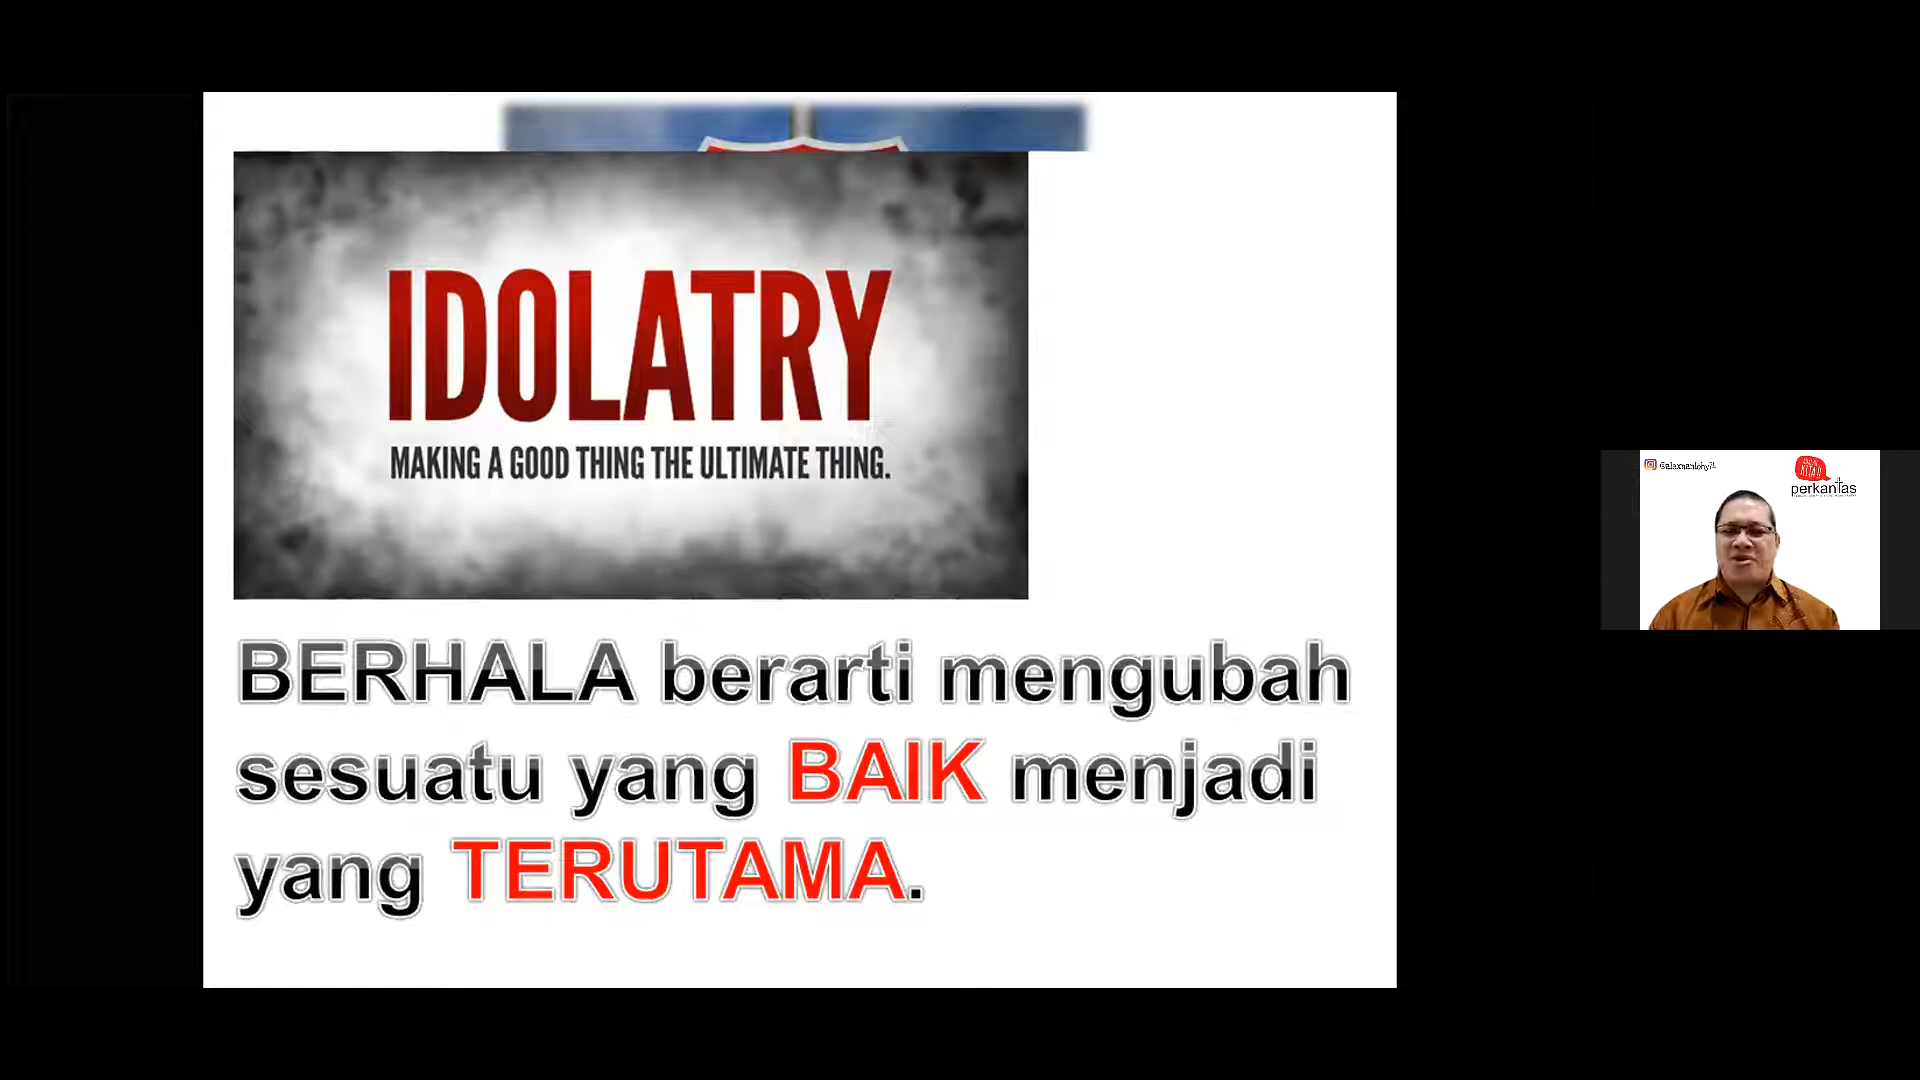 IDOLATRY
MAKING A GOOD THING THE ULTIMATE THING.
BERHALA berarti mengubah
sesuatu yang BAIK menjadi
yang TERUTAMA.
perkantas